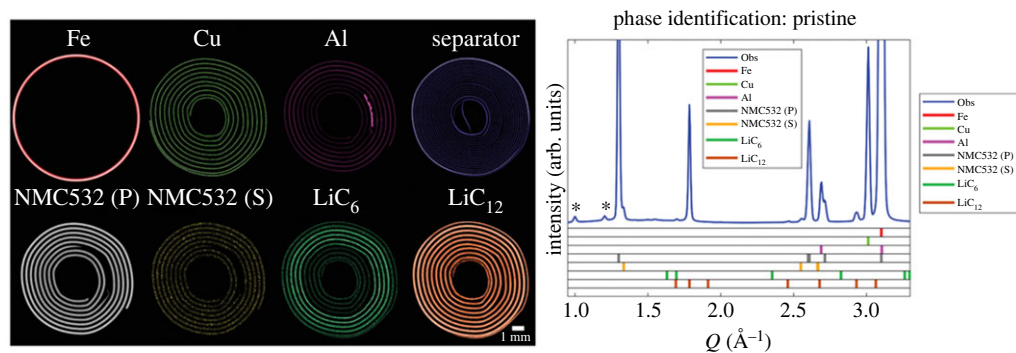 Fe Cu Al separator
NMC532 (P) NMC532 (S) LiC₆ LiC₁₂
1 mm
phase identification: pristine
intensity (arb. units)
Obs
Fe
Cu
Al
NMC532 (P)
NMC532 (S)
LiC₆
LiC₁₂
* *
1.0 1.5 2.0 2.5 3.0
Q (Å⁻¹)
Obs
Fe
Cu
Al
NMC532 (P)
NMC532 (S)
LiC₆
LiC₁₂